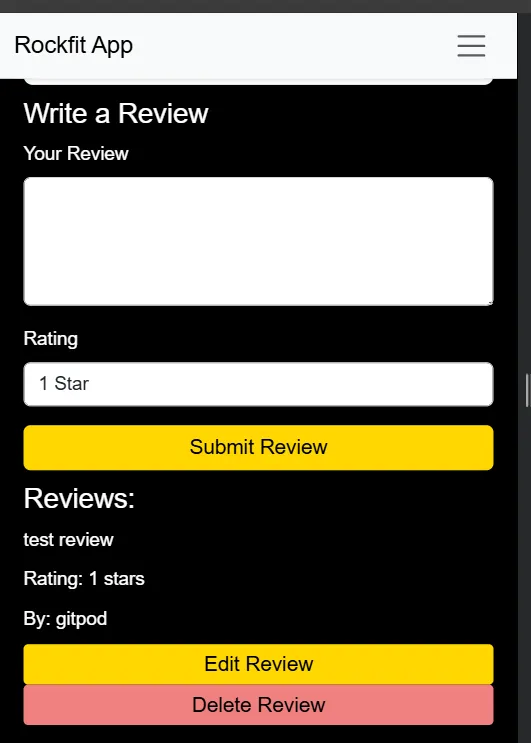 Rockfit App
Write a Review
Your Review
Rating
1 Star
Submit Review
Reviews:
test review
Rating: 1 stars
By: gitpod
Edit Review
Delete Review